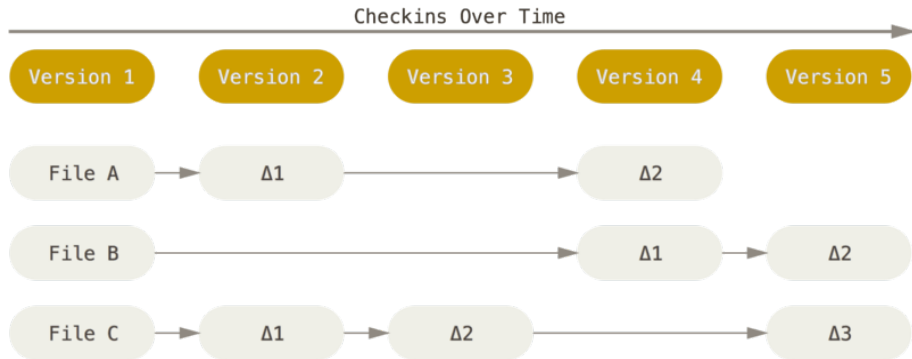 Checkins Over Time
Version 1 Version 2 Version 3 Version 4 Version 5
File A Δ1 Δ2
File B Δ1 Δ2
File C Δ1 Δ2 Δ3